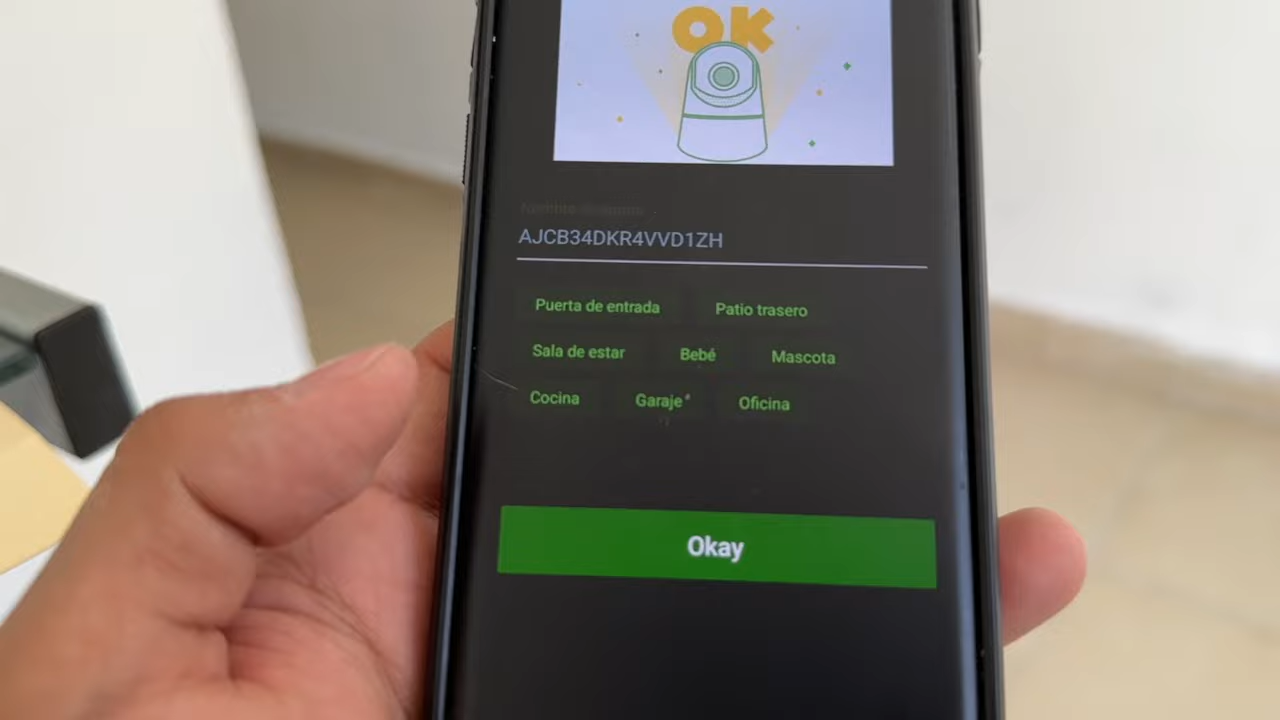 OK
AJCB34DKR4VVD1ZH
Puerta de entrada Patio trasero
Sala de estar Bebé Mascota
Cocina Garaje Oficina
Okay